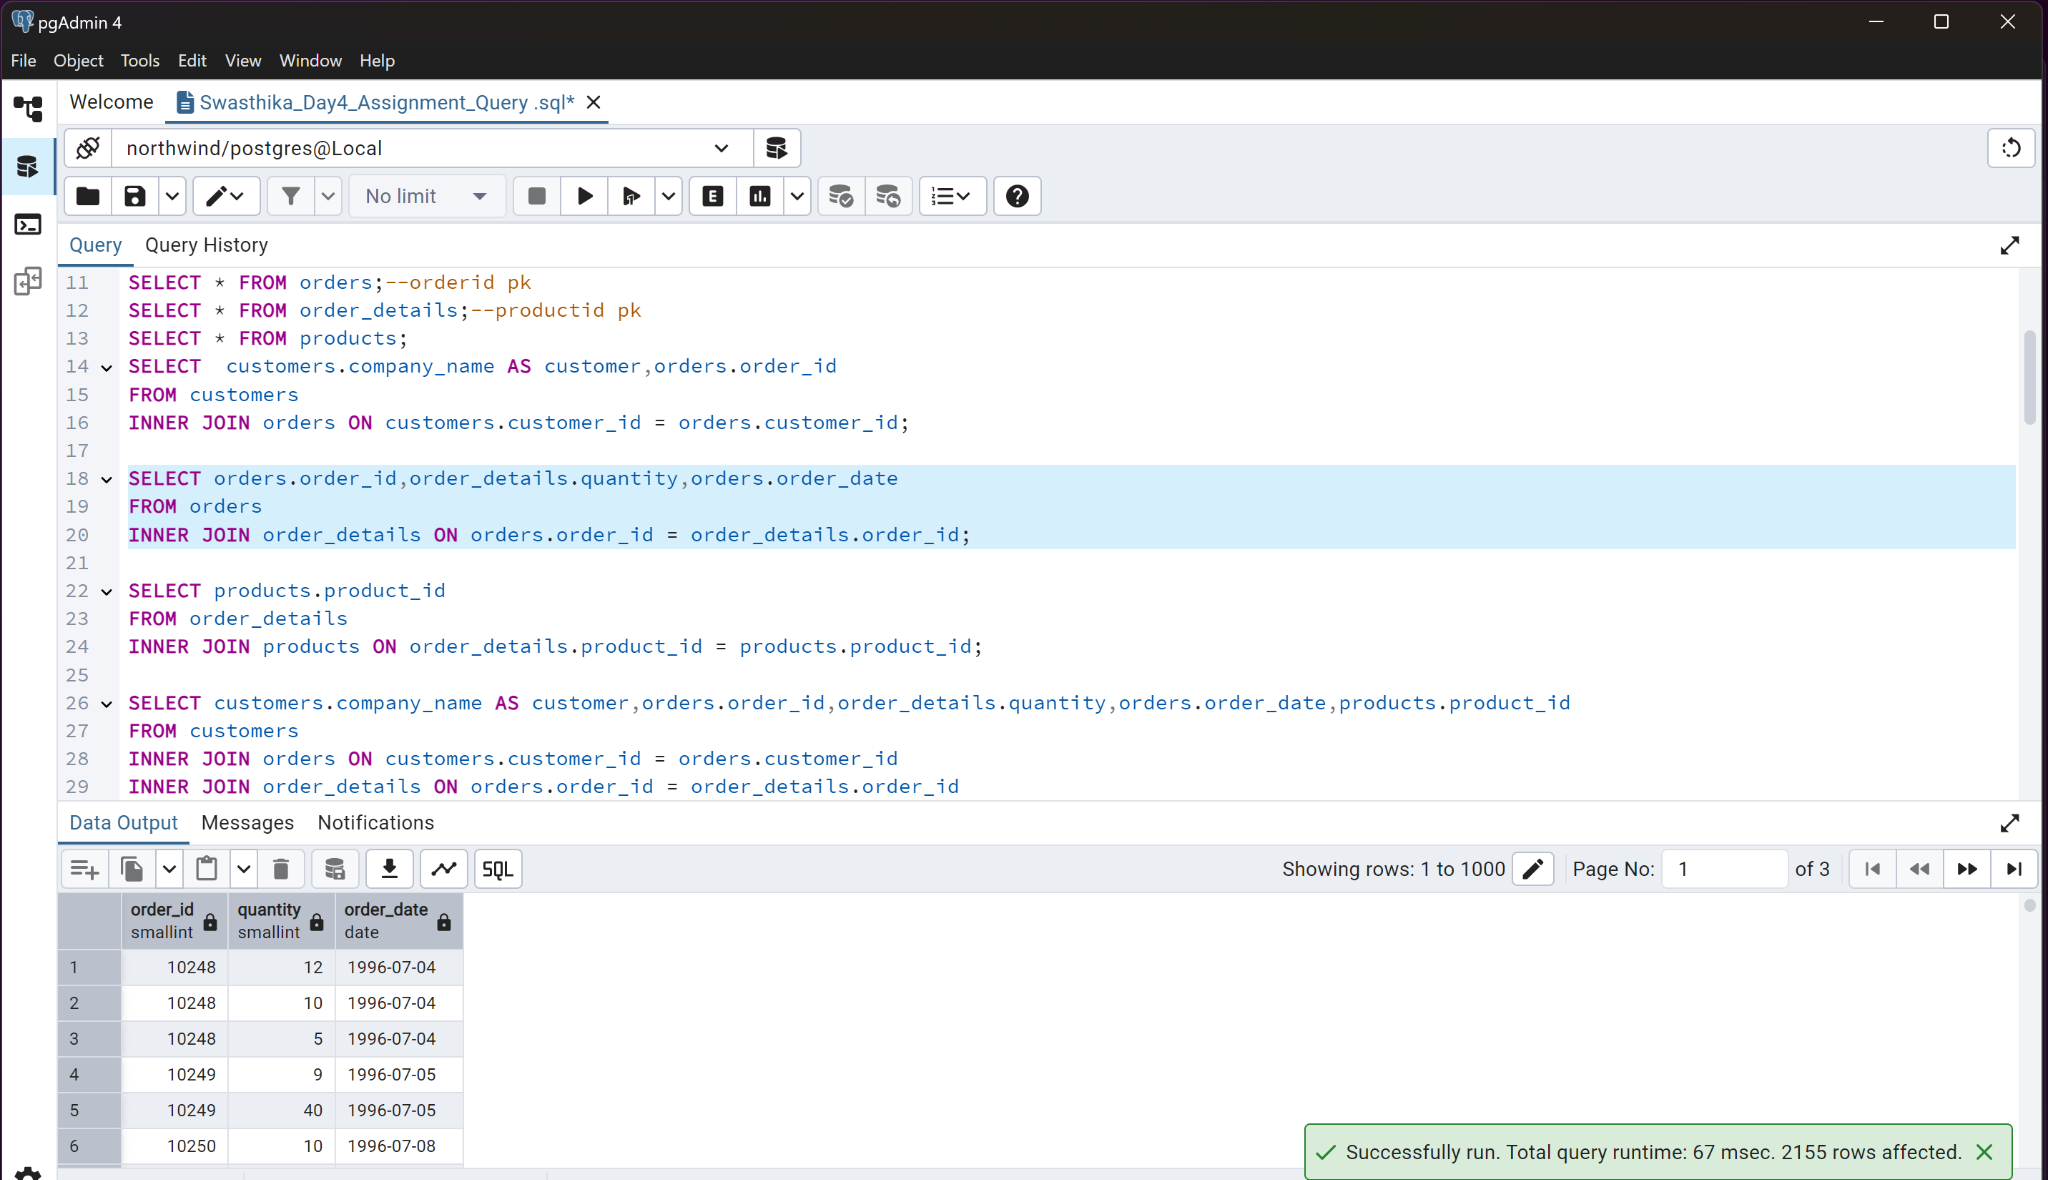 pgAdmin 4
File Object Tools Edit View Window Help
Welcome Swasthika_Day4_Assignment_Query .sql*
northwind/postgres@Local
No limit
E
Query Query History
11 SELECT * FROM orders;--orderid pk
12 SELECT * FROM order_details;--productid pk
13 SELECT * FROM products;
14 SELECT  customers.company_name AS customer,orders.order_id
15 FROM customers
16 INNER JOIN orders ON customers.customer_id = orders.customer_id;
17
18 SELECT orders.order_id,order_details.quantity,orders.order_date
19 FROM orders
20 INNER JOIN order_details ON orders.order_id = order_details.order_id;
21
22 SELECT products.product_id
23 FROM order_details
24 INNER JOIN products ON order_details.product_id = products.product_id;
25
26 SELECT customers.company_name AS customer,orders.order_id,order_details.quantity,orders.order_date,products.product_id
27 FROM customers
28 INNER JOIN orders ON customers.customer_id = orders.customer_id
29 INNER JOIN order_details ON orders.order_id = order_details.order_id
Data Output Messages Notifications
SQL Showing rows: 1 to 1000 Page No: 1 of 3
order_id quantity order_date
smallint smallint date
1 10248 12 1996-07-04
2 10248 10 1996-07-04
3 10248 5 1996-07-04
4 10249 9 1996-07-05
5 10249 40 1996-07-05
6 10250 10 1996-07-08
Successfully run. Total query runtime: 67 msec. 2155 rows affected.